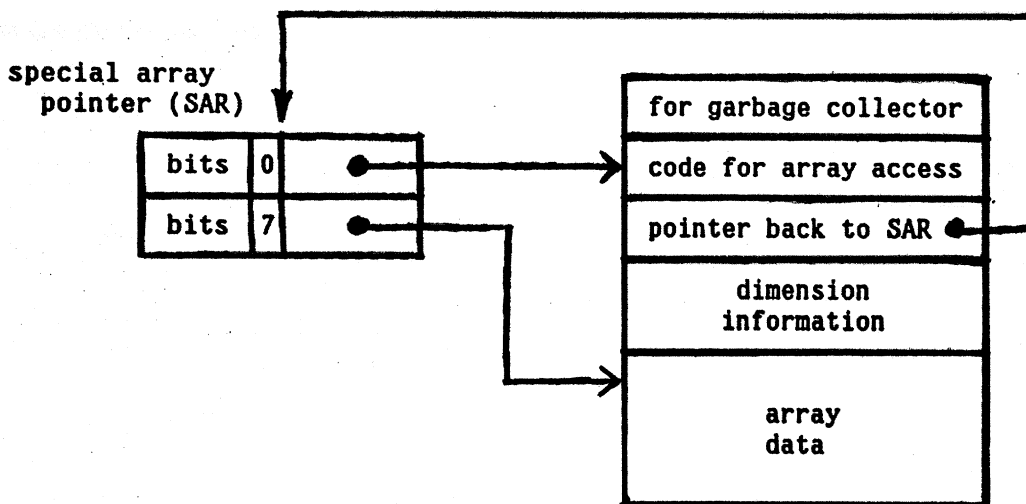 special array
pointer (SAR)
bits 0
bits 7
for garbage collector
code for array access
pointer back to SAR
dimension
information
array
data